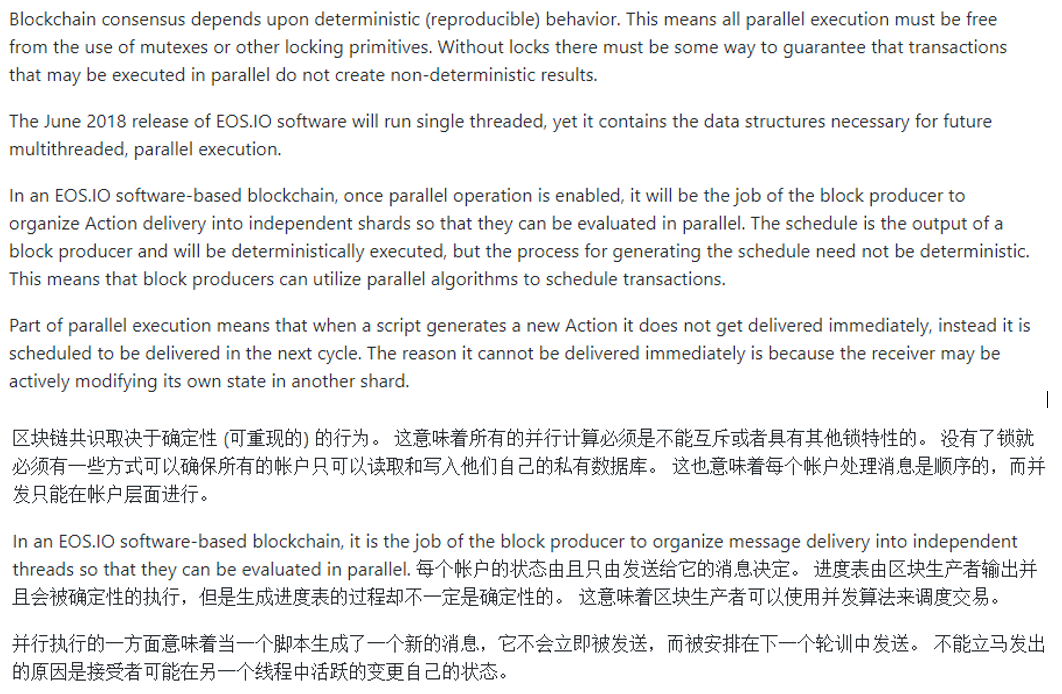 Blockchain consensus depends upon deterministic (reproducible) behavior. This means all parallel execution must be free
from the use of mutexes or other locking primitives. Without locks there must be some way to guarantee that transactions
that may be executed in parallel do not create non-deterministic results.
The June 2018 release of EOS.IO software will run single threaded, yet it contains the data structures necessary for future
multithreaded, parallel execution.
In an EOS.IO software-based blockchain, once parallel operation is enabled, it will be the job of the block producer to
organize Action delivery into independent shards so that they can be evaluated in parallel. The schedule is the output of a
block producer and will be deterministically executed, but the process for generating the schedule need not be deterministic.
This means that block producers can utilize parallel algorithms to schedule transactions.
Part of parallel execution means that when a script generates a new Action it does not get delivered immediately, instead it is
scheduled to be delivered in the next cycle. The reason it cannot be delivered immediately is because the receiver may be
actively modifying its own state in another shard.
区块链共识取决于确定性 (可重现的) 的行为。 这意味着所有的并行计算必须是不能互斥或者具有其他锁特性的。 没有了锁就
必须有一些方式可以确保所有的帐户只可以读取和写入他们自己的私有数据库。 这也意味着每个帐户处理消息是顺序的，而并
发只能在帐户层面进行。
In an EOS.IO software-based blockchain, it is the job of the block producer to organize message delivery into independent
threads so that they can be evaluated in parallel. 每个帐户的状态由且只由发送给它的消息决定。 进度表由区块生产者输出并
且会被确定性的执行，但是生成进度表的过程却不一定是确定性的。 这意味着区块生产者可以使用并发算法来调度交易。
并行执行的一方面意味着当一个脚本生成了一个新的消息，它不会立即被发送，而被安排在下一个轮训中发送。 不能立马发出
的原因是接受者可能在另一个线程中活跃的变更自己的状态。